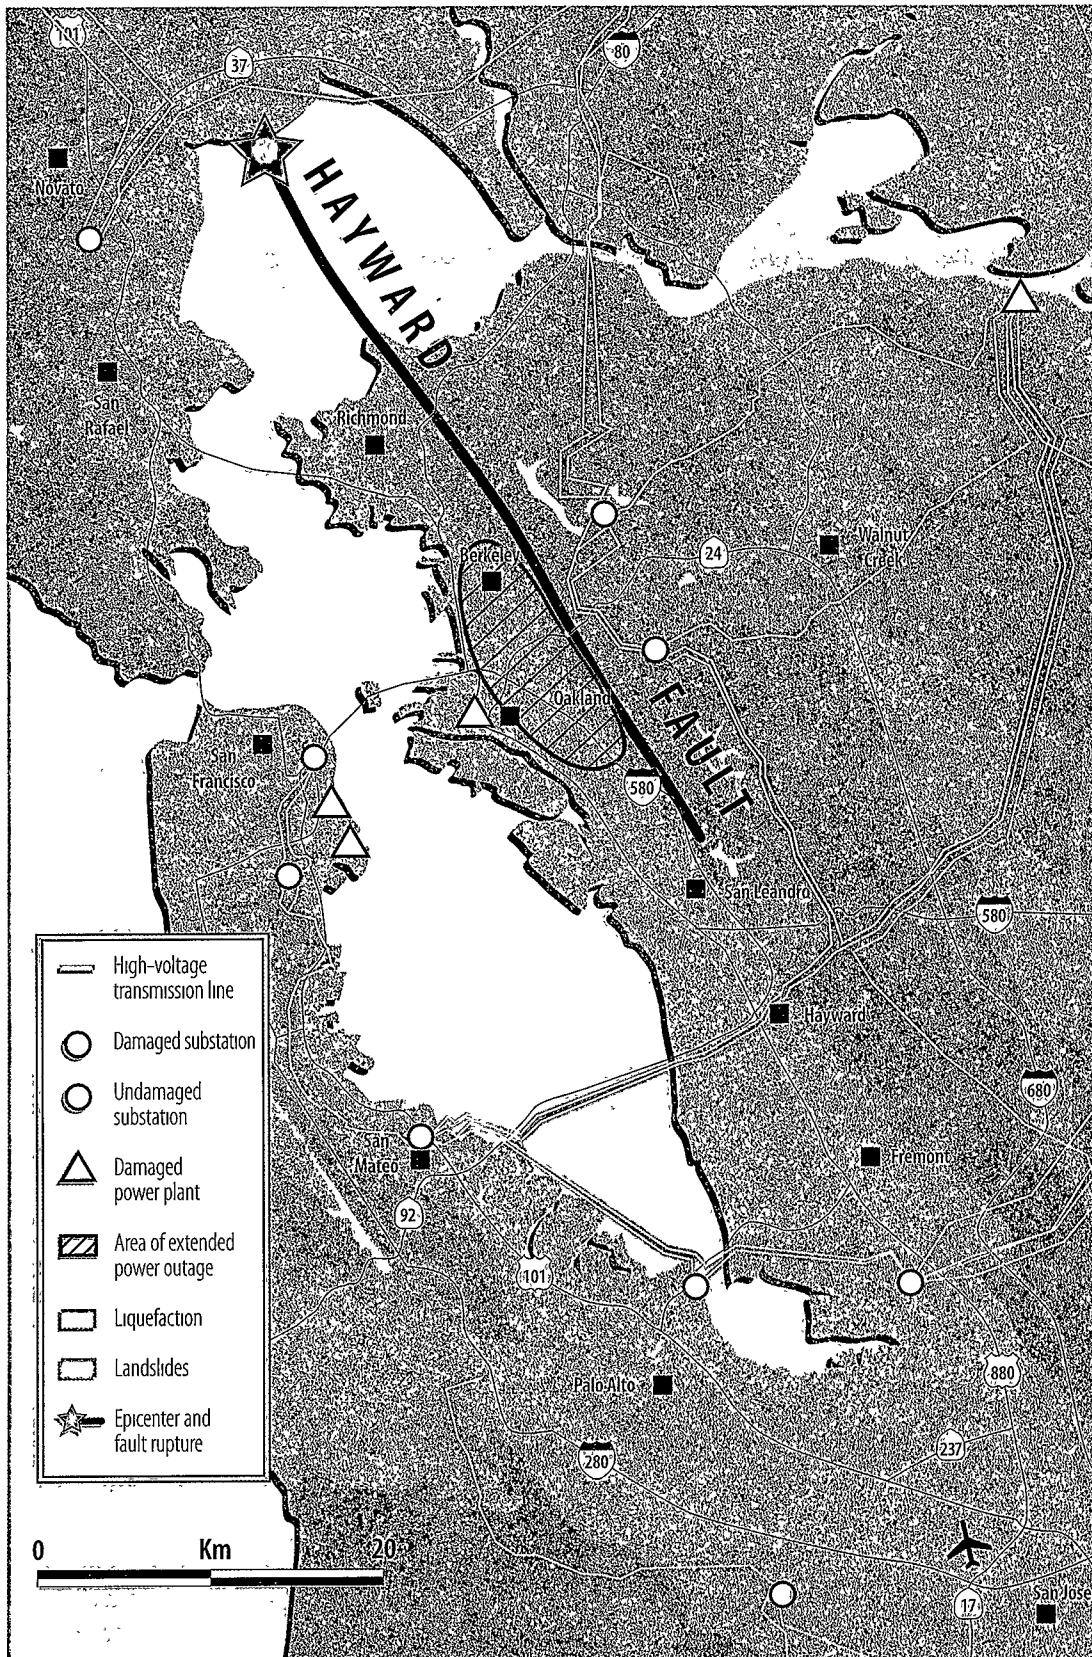 101
37
80
Novato
HAYWARD
San
Rafael
Richmond
Berkeley
24
Walnut
Creek
Oakland
FAULT
San
Francisco
580
San Leandro
580
High-voltage
transmission line
Damaged substation
Undamaged
substation
Damaged
power plant
Area of extended
power outage
Liquefaction
Landslides
Epicenter and
fault rupture
Hayward
680
San
Mateo
Fremont
92
101
880
Palo Alto
237
280
0 Km 20
17
San Jose